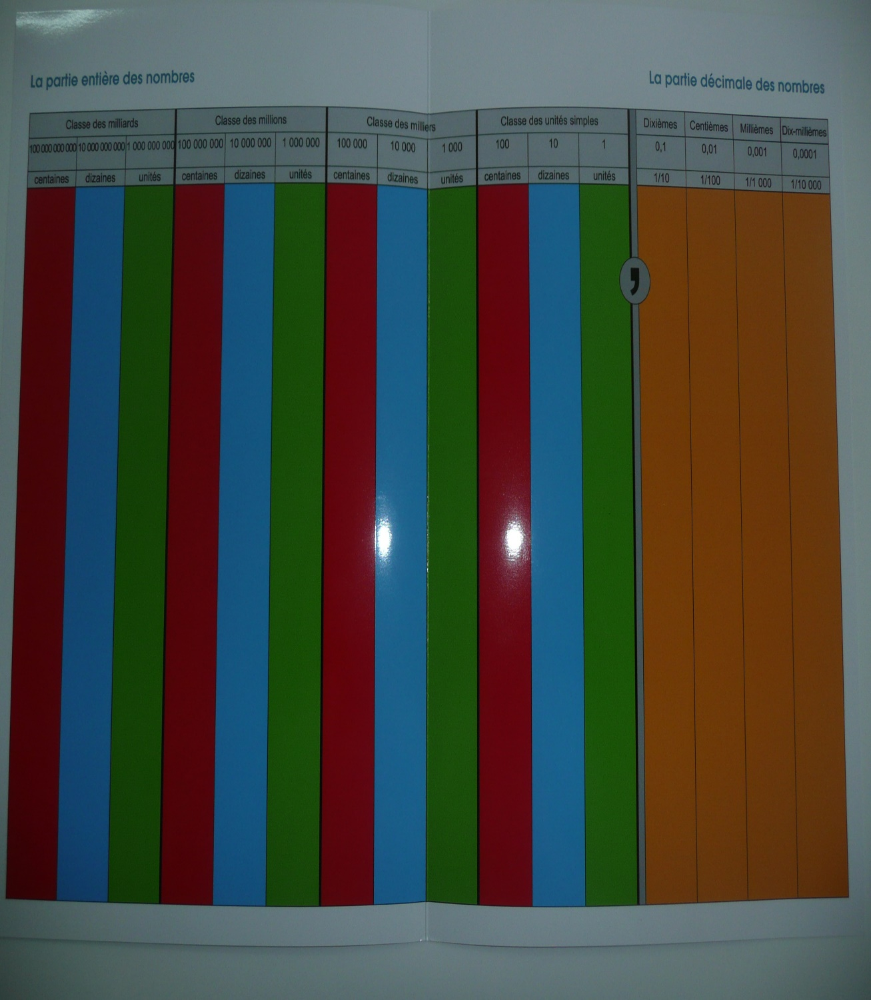 La partie entière des nombres
La partie décimale des nombres
Classe des milliards Classe des millions Classe des milliers Classe des unités simples Dixièmes Centièmes Millièmes Dix-millièmes
100 000 000 000 10 000 000 000 1 000 000 000 100 000 000 10 000 000 1 000 000 100 000 10 000 1 000 100 10 1 0,1 0,01 0,001 0,0001
centaines dizaines unités centaines dizaines unités centaines dizaines unités centaines dizaines unités 1/10 1/100 1/1 000 1/10 000
,